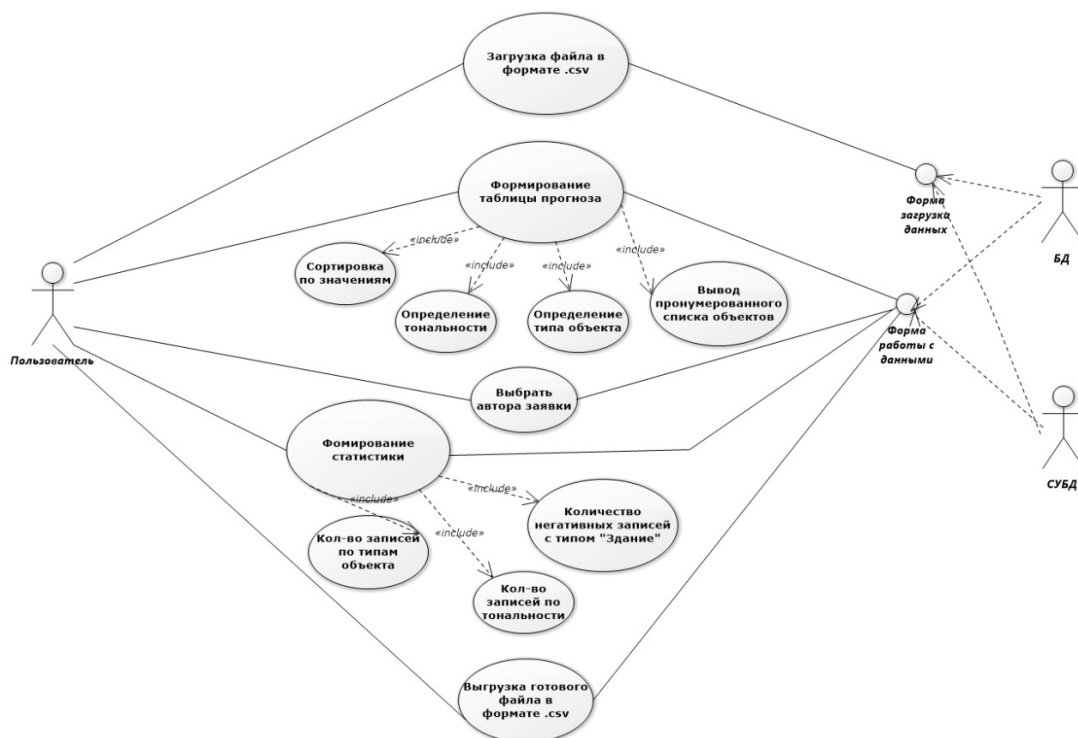 Загрузка файла в
формате .csv
Формирование
таблицы прогноза
«include»
«include»
«include»
«include»
Сортировка
по значениям
Определение
тональности
Определение
типа объекта
Вывод
пронумерованного
списка объектов
Форма
загрузки
данных
БД
Пользователь
Форма
работы с
данными
Выбрать
автора заявки
Фомирование
статистики
СУБД
«include»
«include»
«include»
Кол-во записей
по типам
объекта
Количество
негативных записей
с типом "Здание"
Кол-во
записей по
тональности
Выгрузка готового
файла в
формате .csv